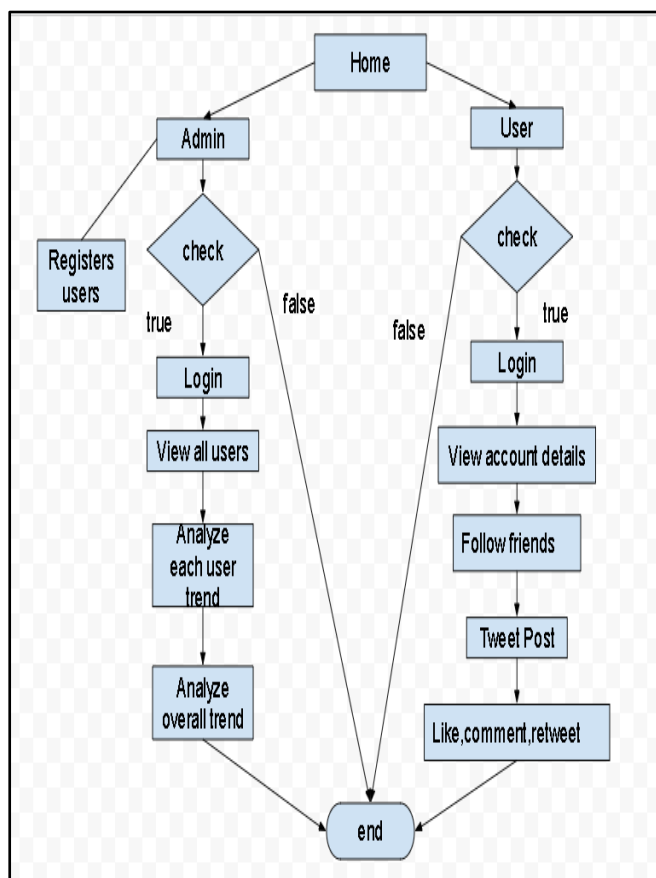 Home
Admin
User
check
check
Registers
users
true
false
false
true
Login
Login
View all users
View account details
Analyze
each user
trend
Follow friends
Tweet Post
Analyze
overall trend
Like,comment,retweet
end